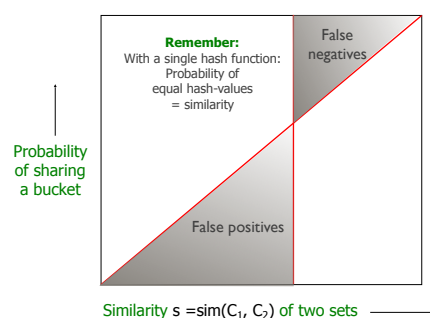 Remember:
With a single hash function:
Probability of
equal hash-values
= similarity
False
negatives
Probability
of sharing
a bucket
False positives
Similarity s =sim(C₁, C₂) of two sets